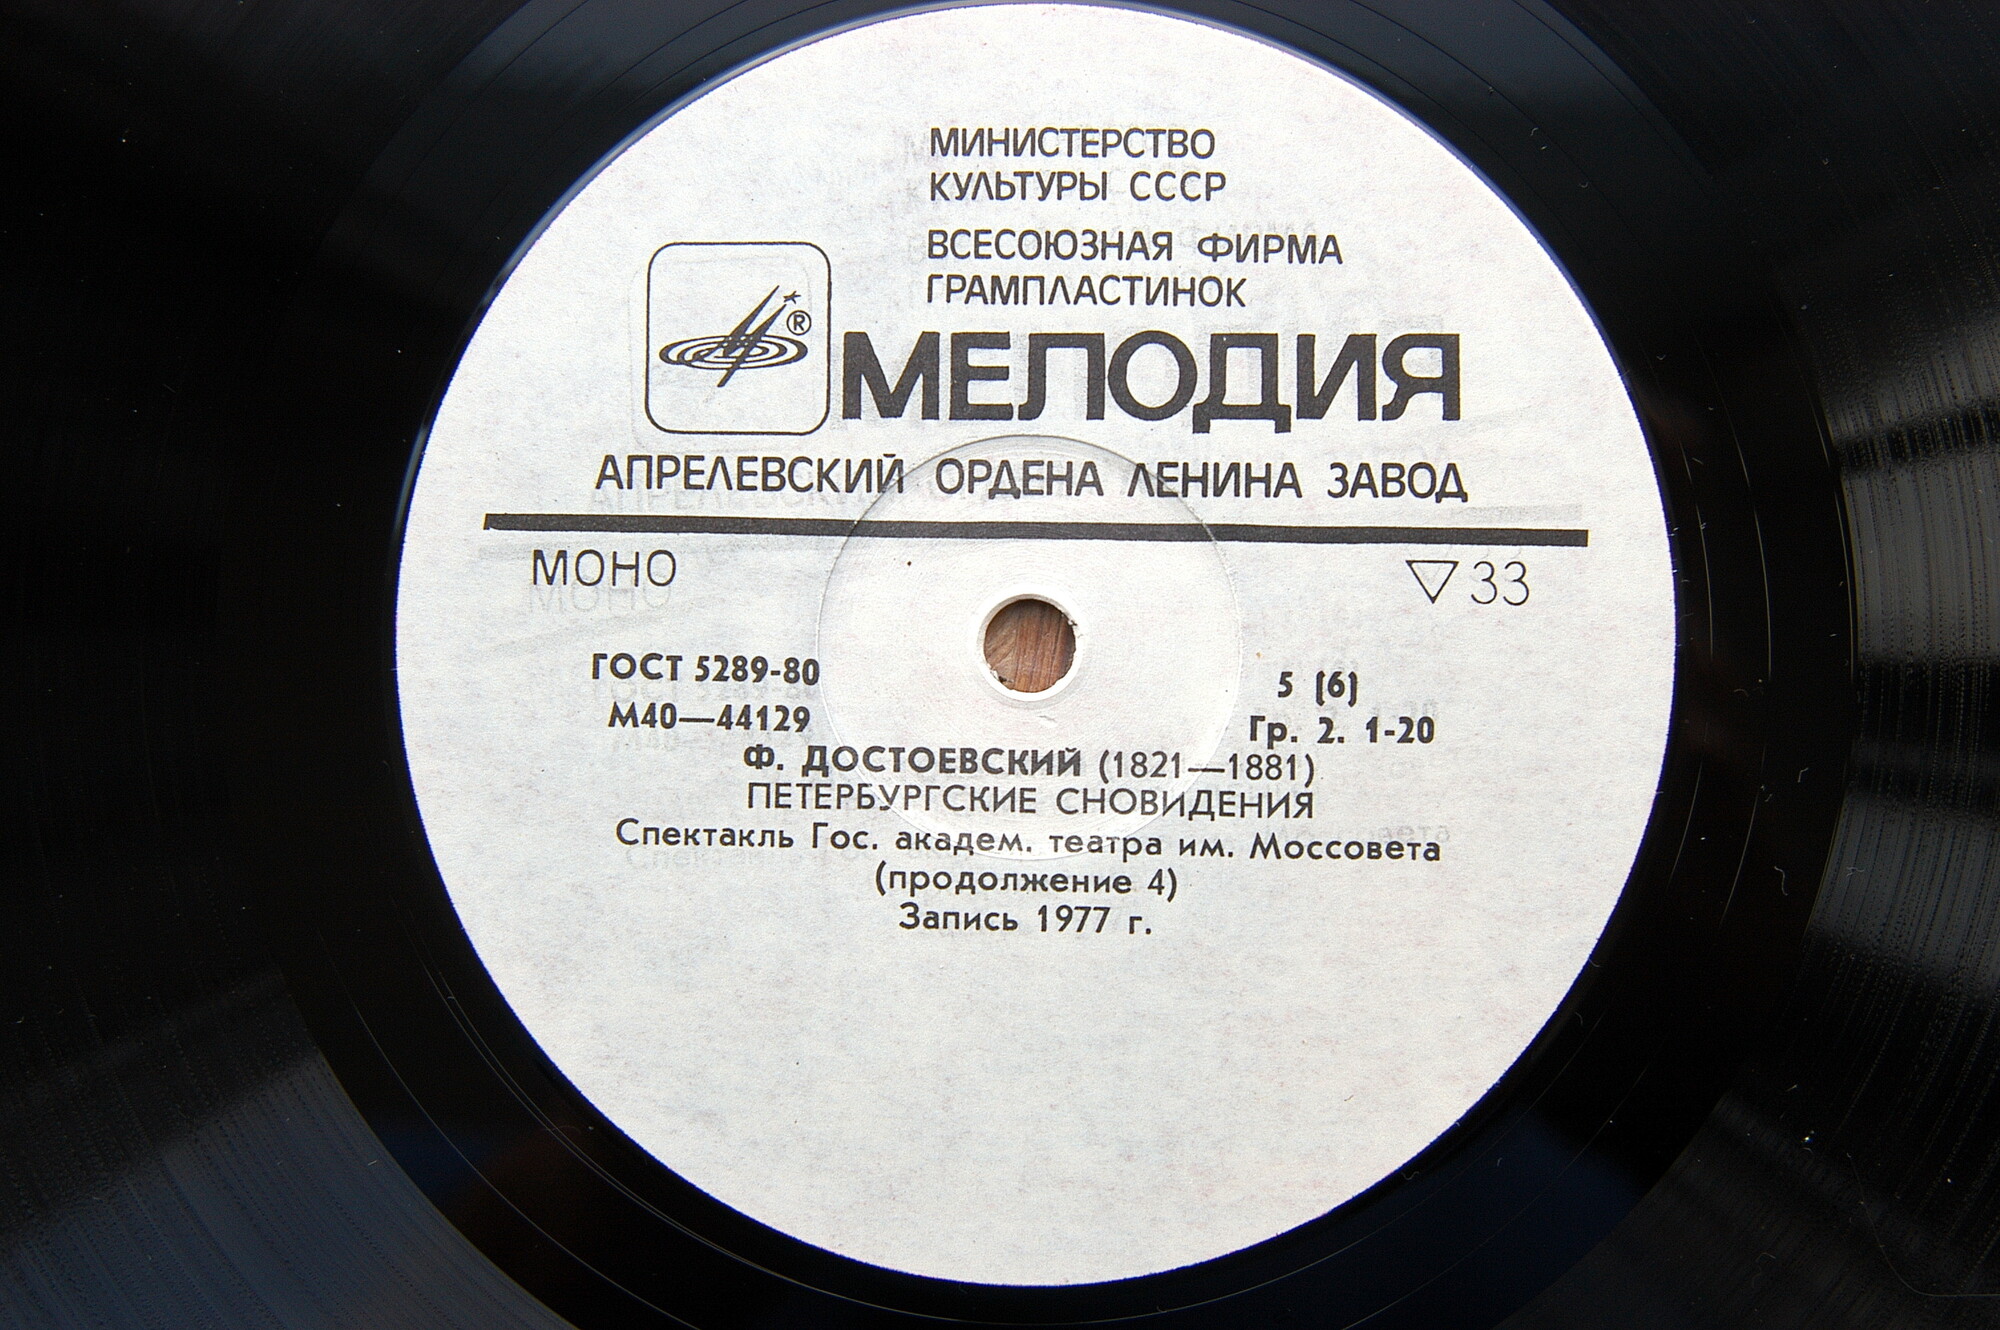 МИНИСТЕРСТВО
КУЛЬТУРЫ СССР
ВСЕСОЮЗНАЯ ФИРМА
ГРАМПЛАСТИНОК
® МЕЛОДИЯ
АПРЕЛЕВСКИЙ ОРДЕНА ЛЕНИНА ЗАВОД
МОНО ▽33
ГОСТ 5289-80 5 (6)
М40—44129 Гр. 2. 1-20
Ф. ДОСТОЕВСКИЙ (1821—1881)
ПЕТЕРБУРГСКИЕ СНОВИДЕНИЯ
Спектакль Гос. академ. театра им. Моссовета
(продолжение 4)
Запись 1977 г.